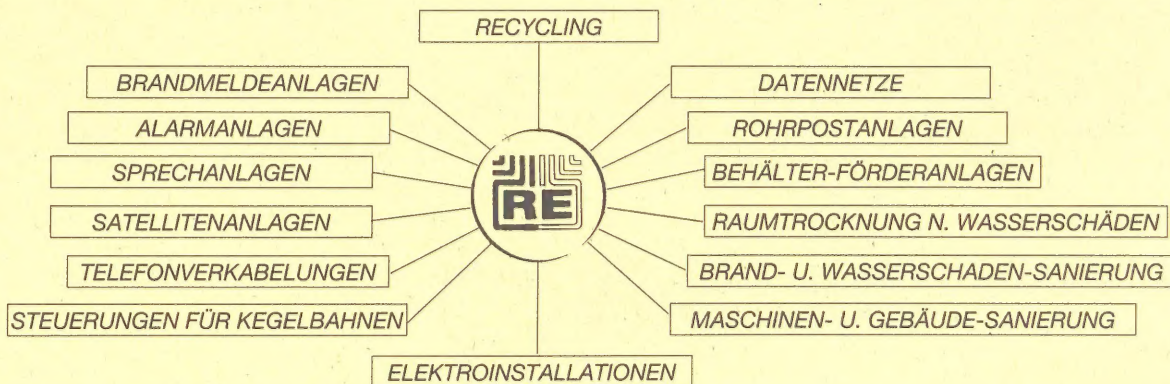 RECYCLING
BRANDMELDEANLAGEN
ALARMANLAGEN
SPRECHANLAGEN
SATELLITENANLAGEN
TELEFONVERKABELUNGEN
STEUERUNGEN FÜR KEGELBAHNEN
RE
DATENNETZE
ROHRPOSTANLAGEN
BEHÄLTER-FÖRDERANLAGEN
RAUMTROCKNUNG N. WASSERSCHÄDEN
BRAND- U. WASSERSCHADEN-SANIERUNG
MASCHINEN- U. GEBÄUDE-SANIERUNG
ELEKTROINSTALLATIONEN